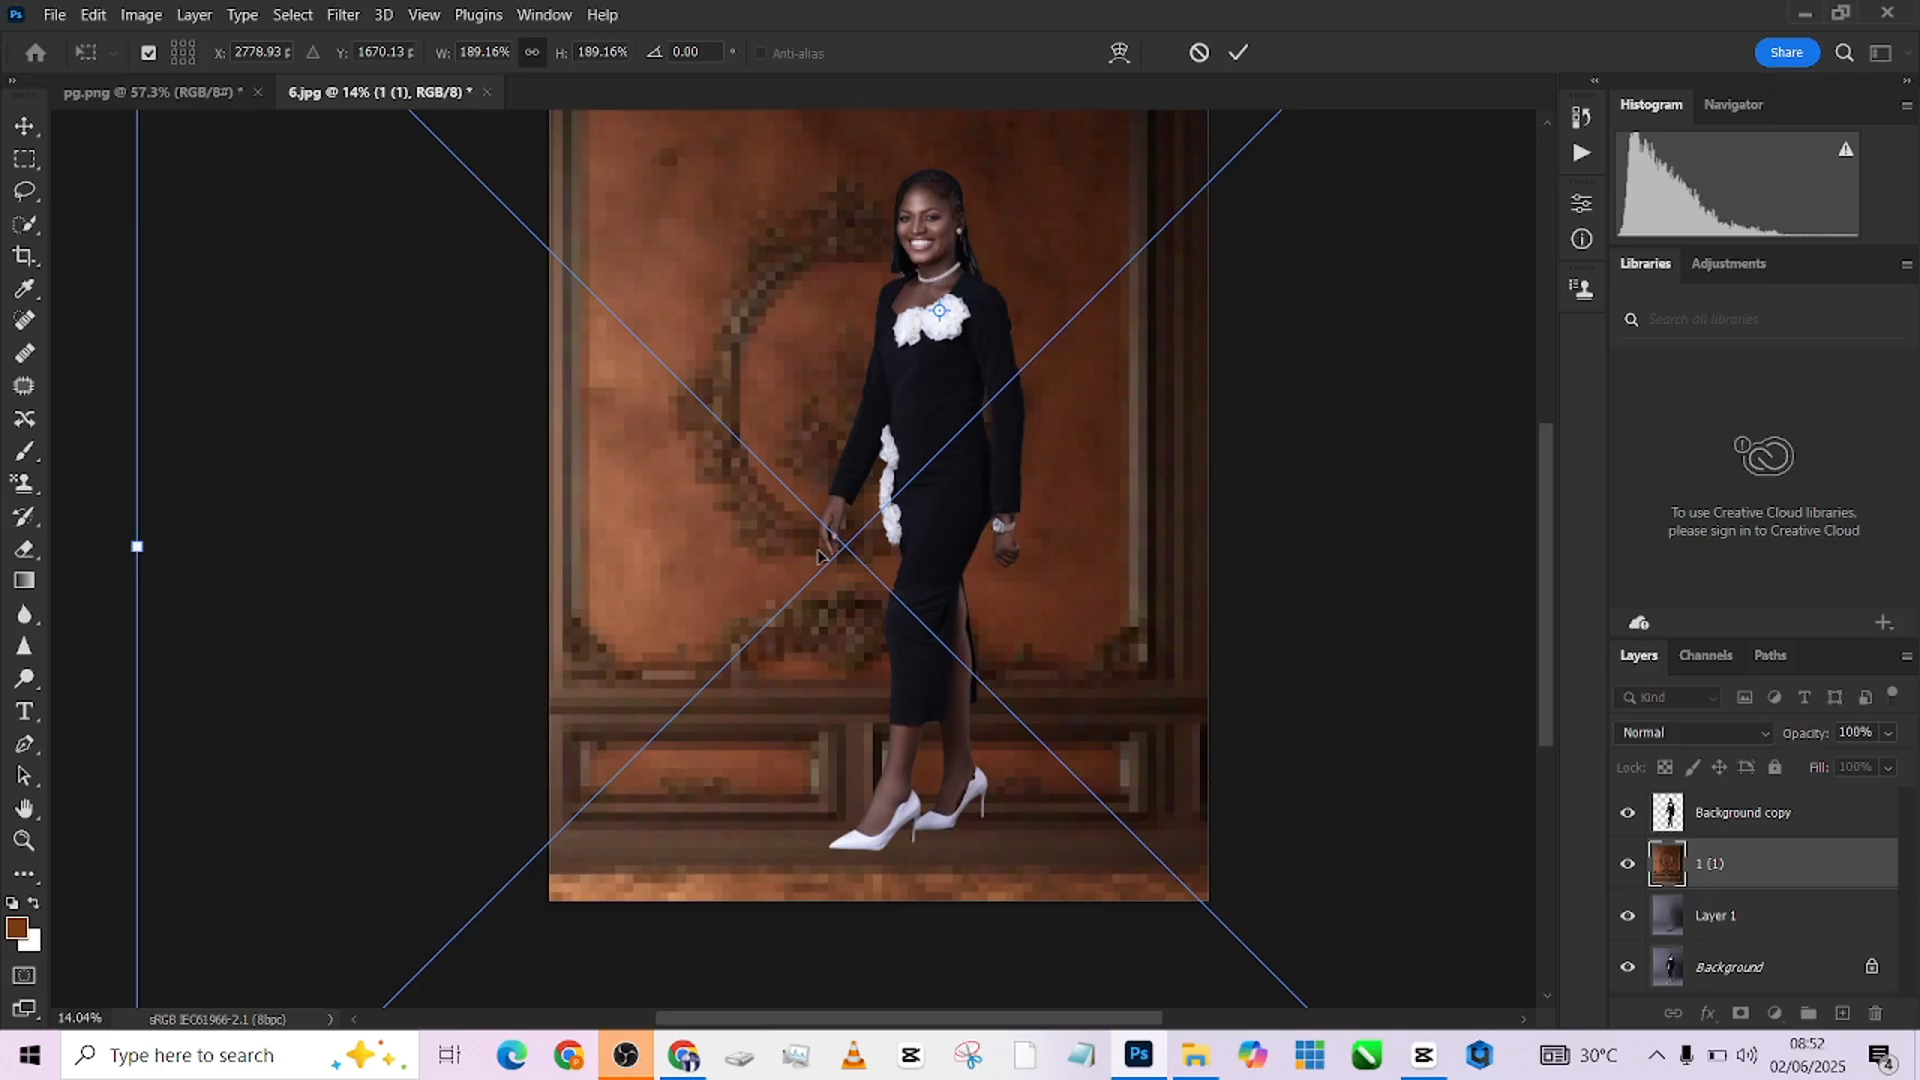 Ps File Edit Image Layer Type Select Filter 3D View Plugins Window Help
X: 2778.93 Y: 1670.13 W: 189.16% H: 189.16% 0.00 ° Anti-alias Share
pg.png @ 57.3% (RGB/8#) * × 6.jpg @ 14% (1 (1), RGB/8) * ×
Histogram Navigator
Libraries Adjustments
Search all libraries
To use Creative Cloud libraries,
please sign in to Creative Cloud
Layers Channels Paths
Kind
Normal Opacity: 100%
Lock: Fill: 100%
Background copy
1 (1)
Layer 1
Background
fx
14.04% sRGB IEC61966-2.1 (8bpc)
Type here to search
Ps
30°C
08:52
02/06/2025
4